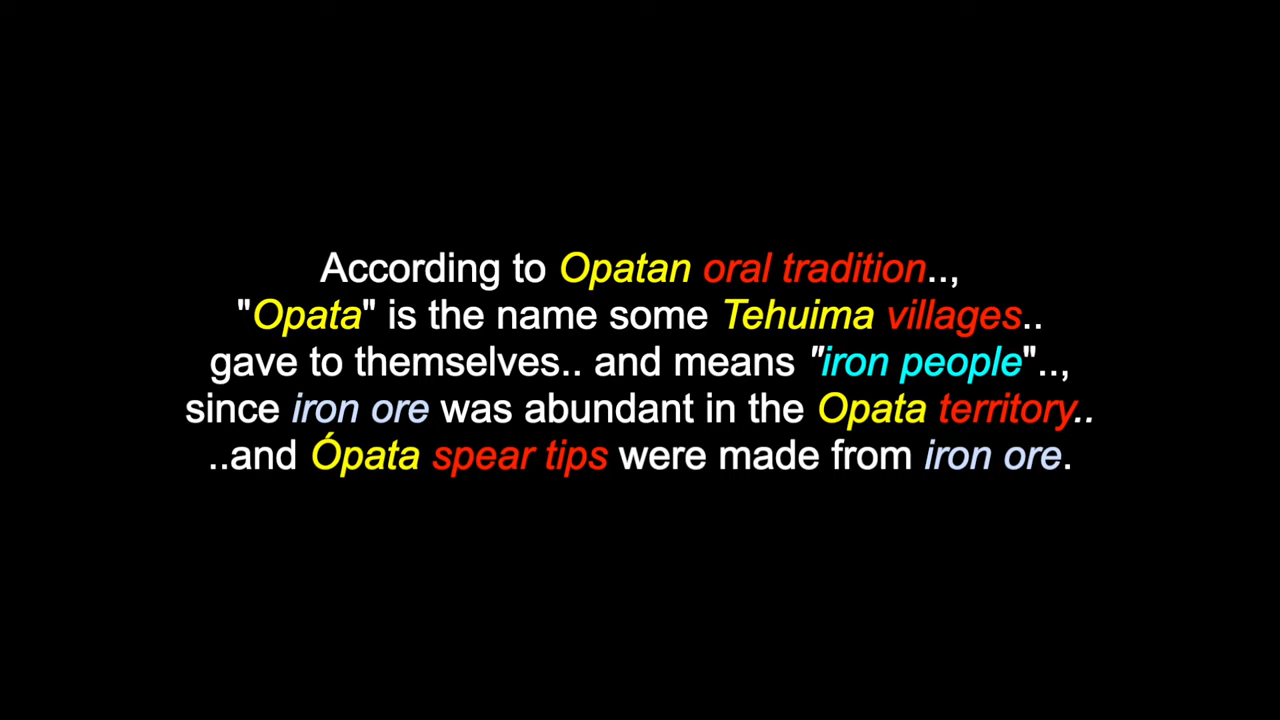 According to Opatan oral tradition..,
"Opata" is the name some Tehuima villages..
gave to themselves.. and means "iron people"..,
since iron ore was abundant in the Opata territory..
..and Ópata spear tips were made from iron ore.